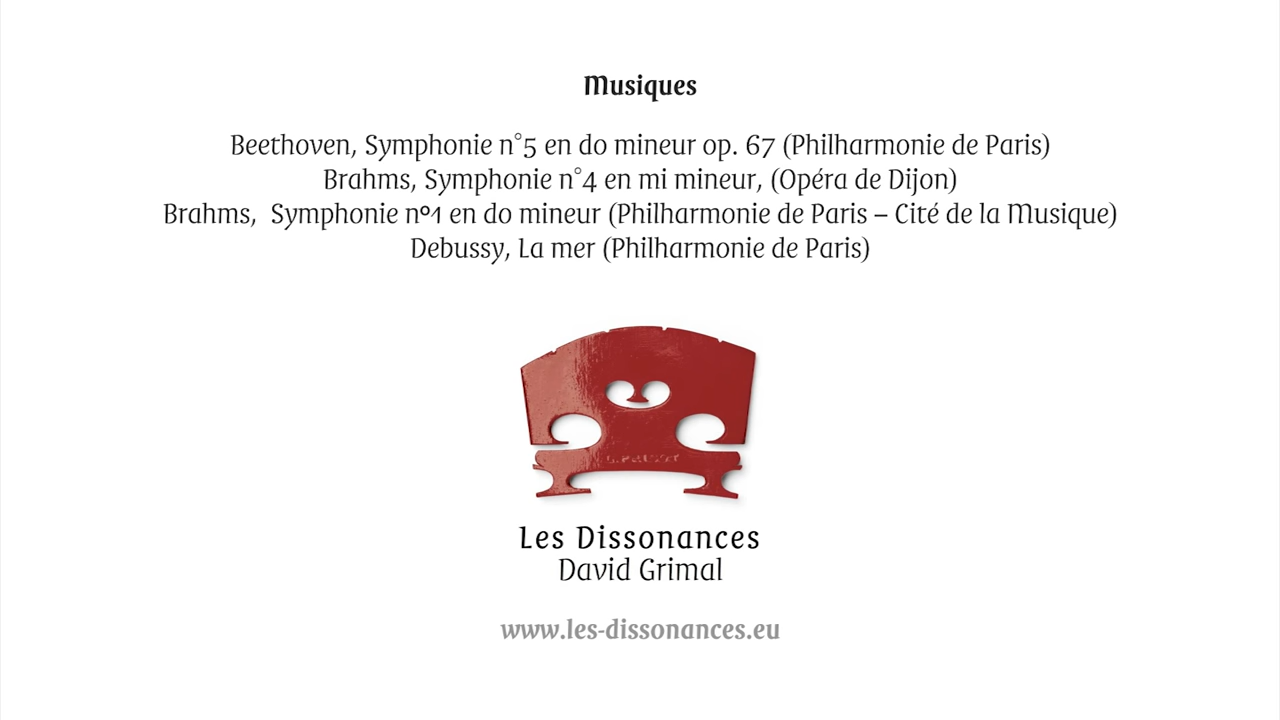 Musiques
Beethoven, Symphonie n°5 en do mineur op. 67 (Philharmonie de Paris)
Brahms, Symphonie n°4 en mi mineur, (Opéra de Dijon)
Brahms,  Symphonie nº1 en do mineur (Philharmonie de Paris – Cité de la Musique)
Debussy, La mer (Philharmonie de Paris)
Les Dissonances
David Grimal
www.les-dissonances.eu